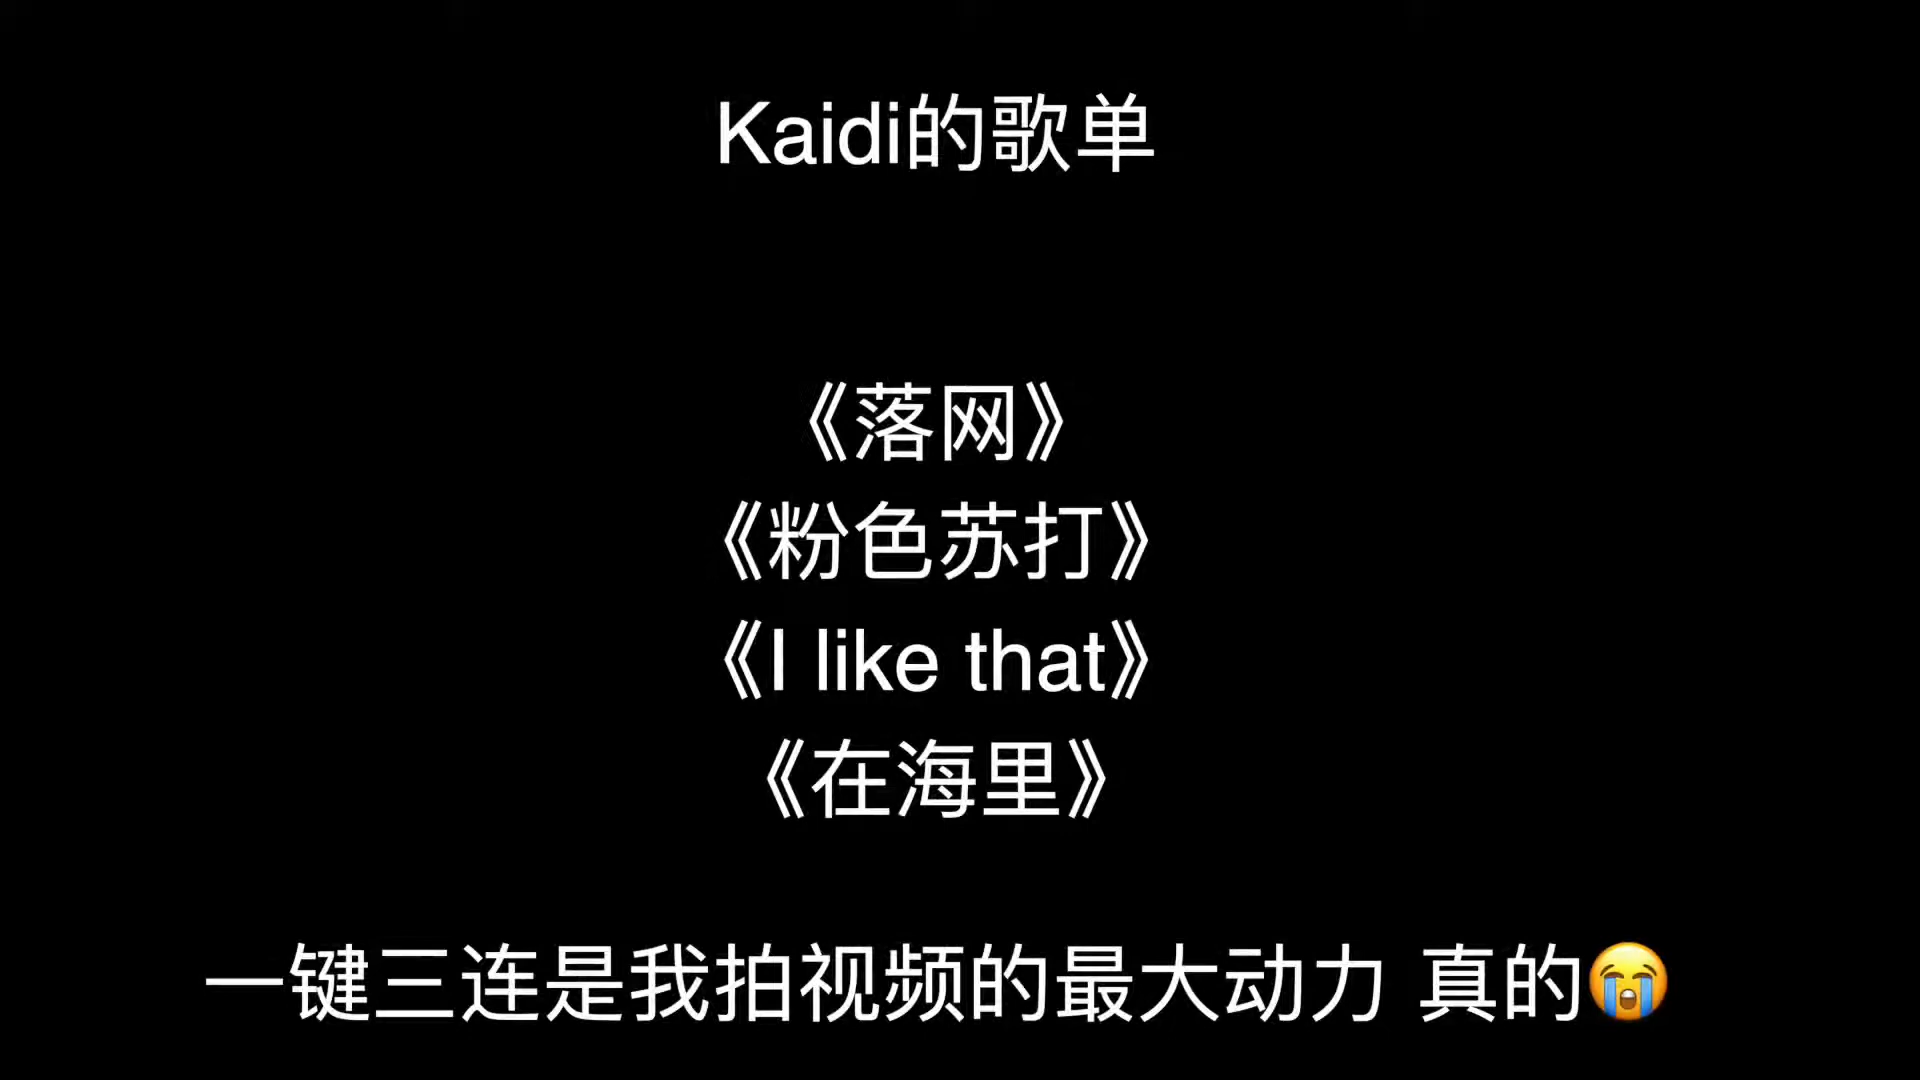 Kaidi的歌单
《落网》
《粉色苏打》
《I like that》
《在海里》
一键三连是我拍视频的最大动力 真的😭